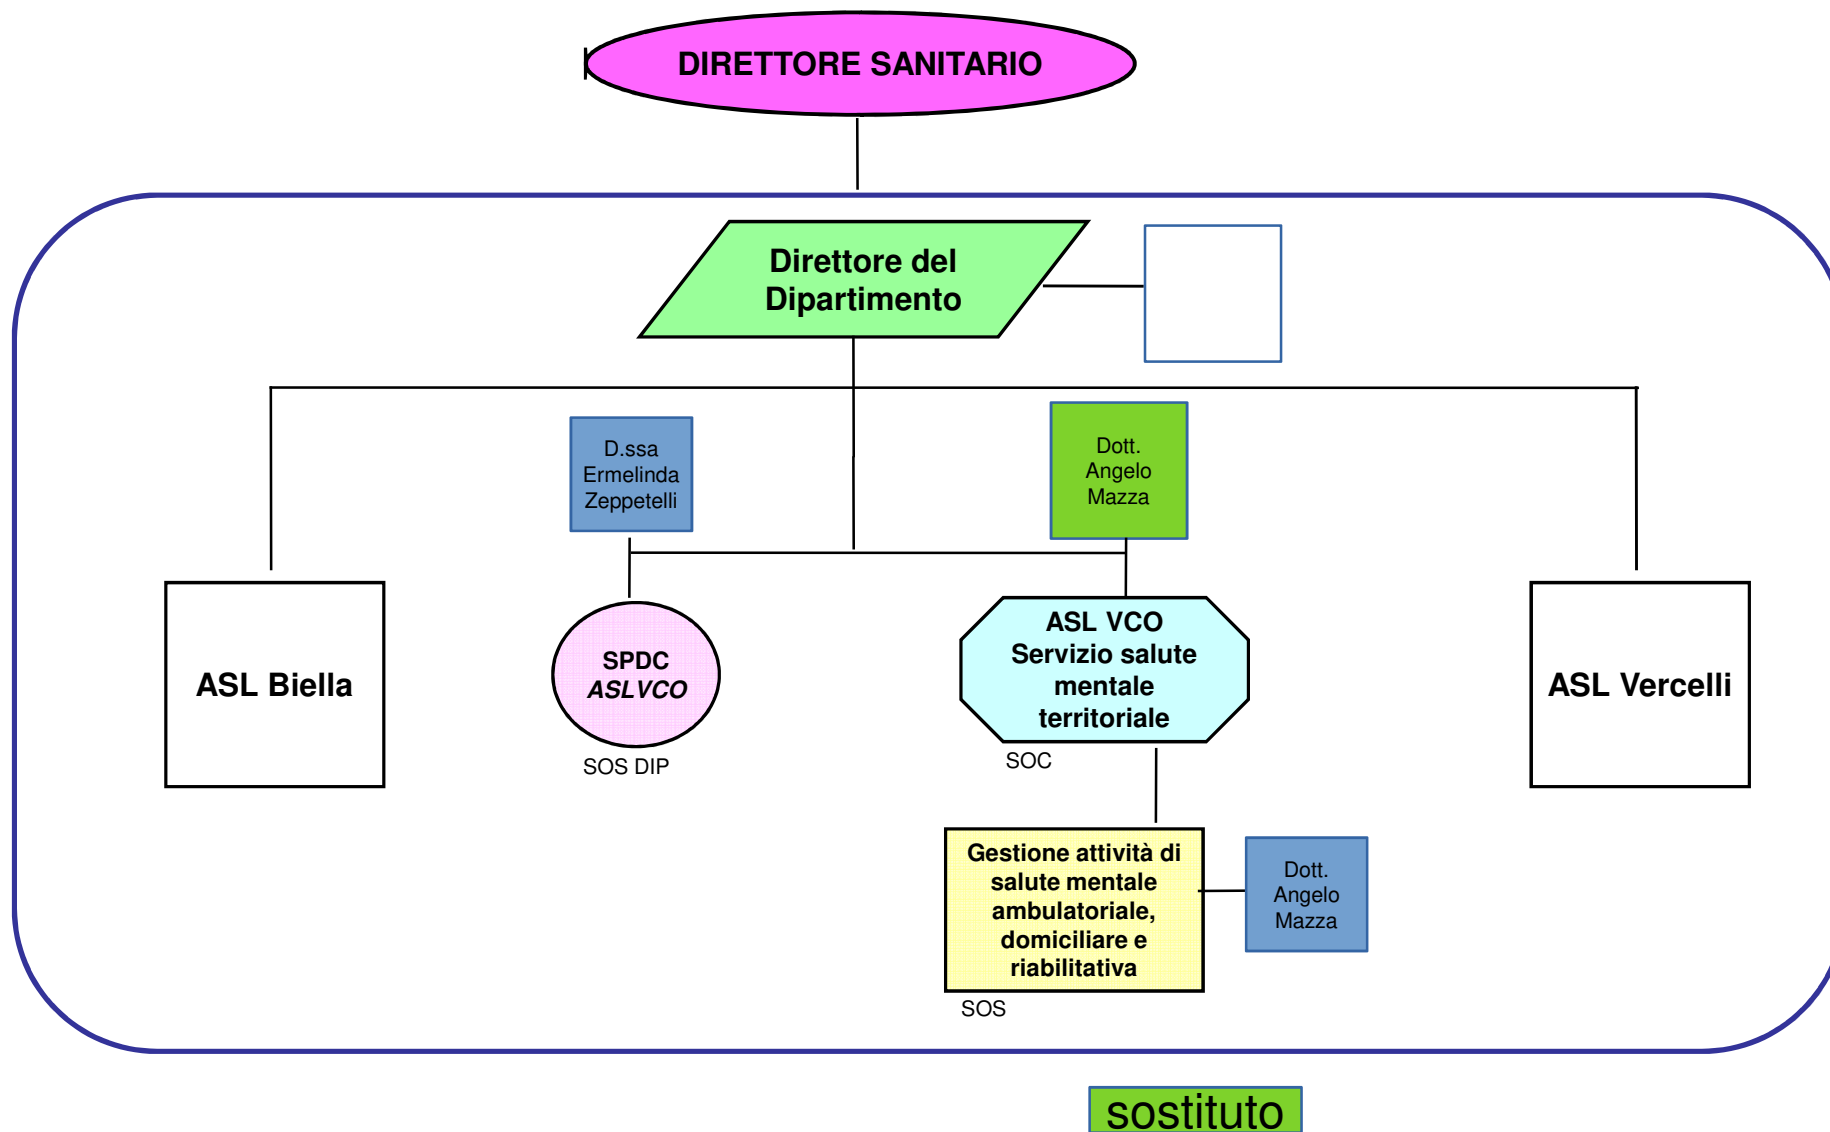 DIRETTORE SANITARIO
Direttore del
Dipartimento
D.ssa
Ermelinda
Zeppetelli
Dott.
Angelo
Mazza
ASL Biella
SPDC
ASLVCO
SOS DIP
ASL VCO
Servizio salute
mentale
territoriale
SOC
ASL Vercelli
Gestione attività di
salute mentale
ambulatoriale,
domiciliare e
riabilitativa
SOS
Dott.
Angelo
Mazza
sostituto